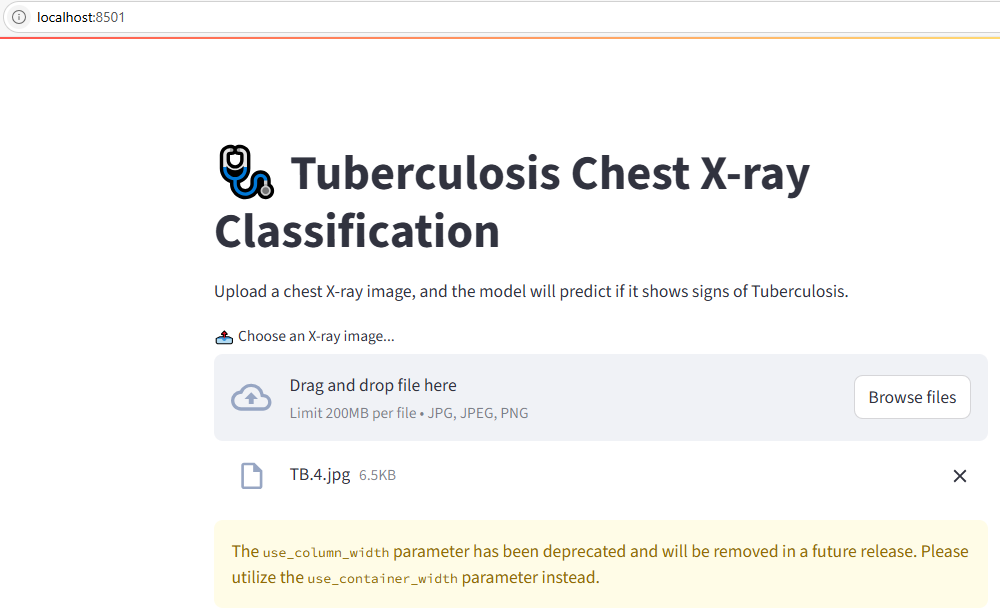 localhost:8501
Tuberculosis Chest X-ray
Classification
Upload a chest X-ray image, and the model will predict if it shows signs of Tuberculosis.
Choose an X-ray image...
Drag and drop file here
Limit 200MB per file • JPG, JPEG, PNG
Browse files
TB.4.jpg 6.5KB
The use_column_width parameter has been deprecated and will be removed in a future release. Please
utilize the use_container_width parameter instead.